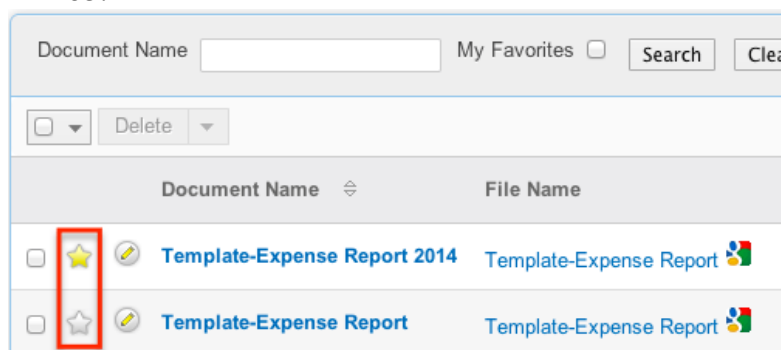 Document Name My Favorites Search
Delete
Document Name File Name
Template-Expense Report 2014 Template-Expense Report
Template-Expense Report Template-Expense Report